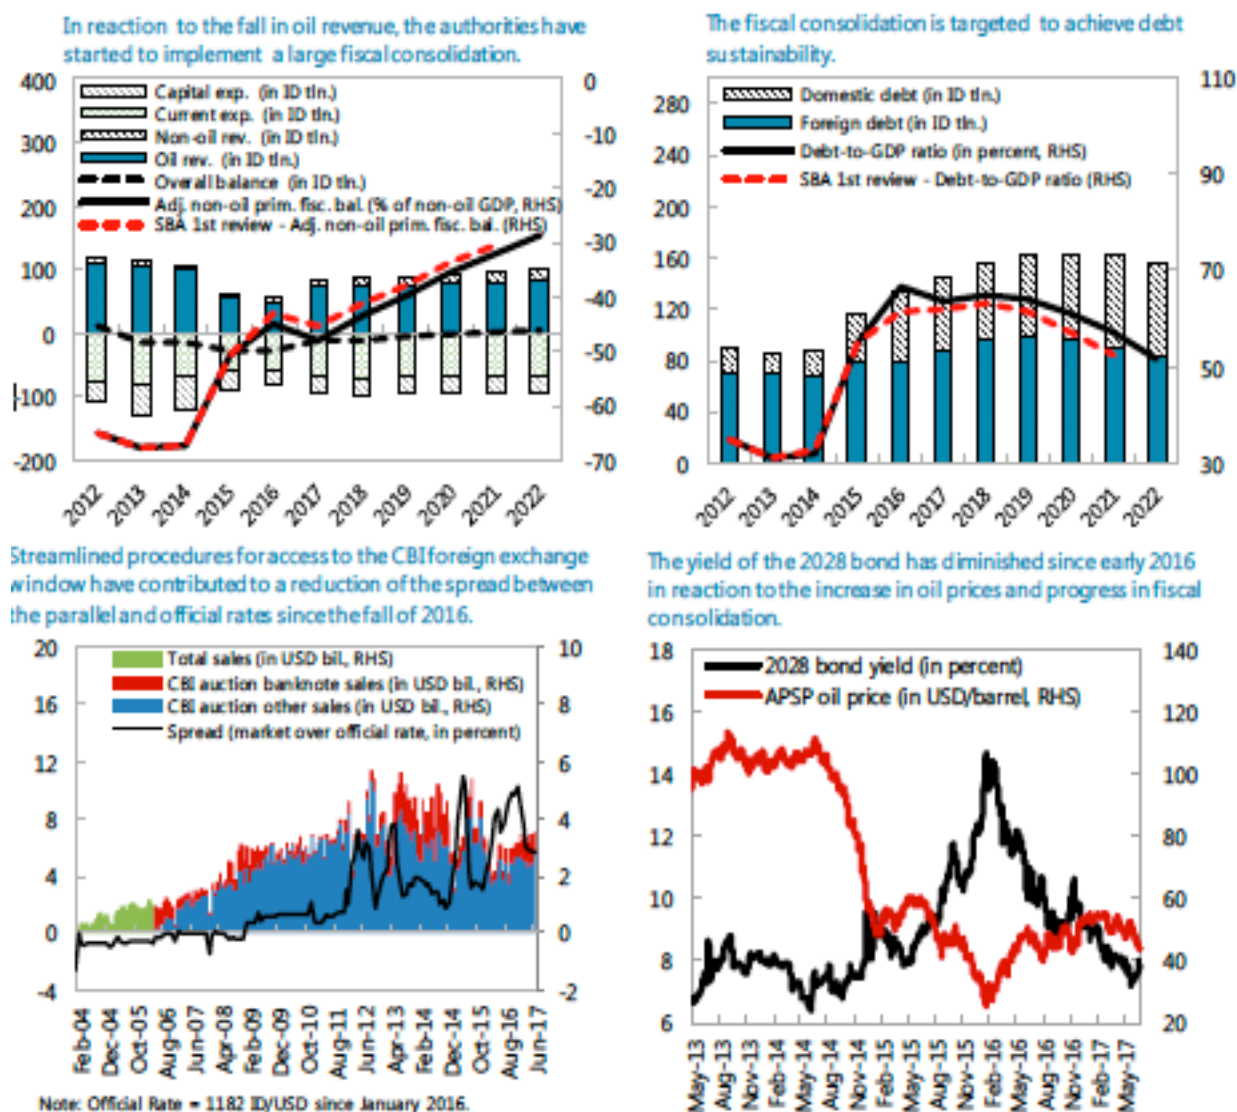 In reaction to the fall in oil revenue, the authorities have
started to implement a large fiscal consolidation.
400
300
200
100
0
-100
-200
Capital exp. (in ID tln.)
Current exp. (in ID tln.)
Non-oil rev. (in ID tln.)
Oil rev. (in ID tln.)
Overall balance (in ID tln.)
Adj. non-oil prim. fisc. bal. (% of non-oil GDP, RHS)
SBA 1st review - Adj. non-oil prim. fisc. bal. (RHS)
0
-10
-20
-30
-40
-50
-60
-70
2012 2013 2014 2015 2016 2017 2018 2019 2020 2021 2022
The fiscal consolidation is targeted to achieve debt
sustainability.
280
240
200
160
120
80
40
0
Domestic debt (in ID tln.)
Foreign debt (in ID tln.)
Debt-to-GDP ratio (in percent, RHS)
SBA 1st review - Debt-to-GDP ratio (RHS)
110
90
70
50
30
2012 2013 2014 2015 2016 2017 2018 2019 2020 2021 2022
Streamlined procedures for access to the CBI foreign exchange
window have contributed to a reduction of the spread between
the parallel and official rates since the fall of 2016.
20
16
12
8
4
0
-4
Total sales (in USD bil., RHS)
CBI auction banknote sales (in USD bil., RHS)
CBI auction other sales (in USD bil., RHS)
Spread (market over official rate, in percent)
10
8
6
4
2
0
-2
Feb-04 Dec-04 Oct-05 Aug-06 Jun-07 Apr-08 Feb-09 Dec-09 Oct-10 Aug-11 Jun-12 Apr-13 Feb-14 Dec-14 Oct-15 Aug-16 Jun-17
Note: Official Rate = 1182 ID/USD since January 2016.
The yield of the 2028 bond has diminished since early 2016
in reaction to the increase in oil prices and progress in fiscal
consolidation.
18
16
14
12
10
8
6
2028 bond yield (in percent)
APSP oil price (in USD/barrel, RHS)
140
120
100
80
60
40
20
May-13 Aug-13 Nov-13 Feb-14 May-14 Aug-14 Nov-14 Feb-15 May-15 Aug-15 Nov-15 Feb-16 May-16 Aug-16 Nov-16 Feb-17 May-17